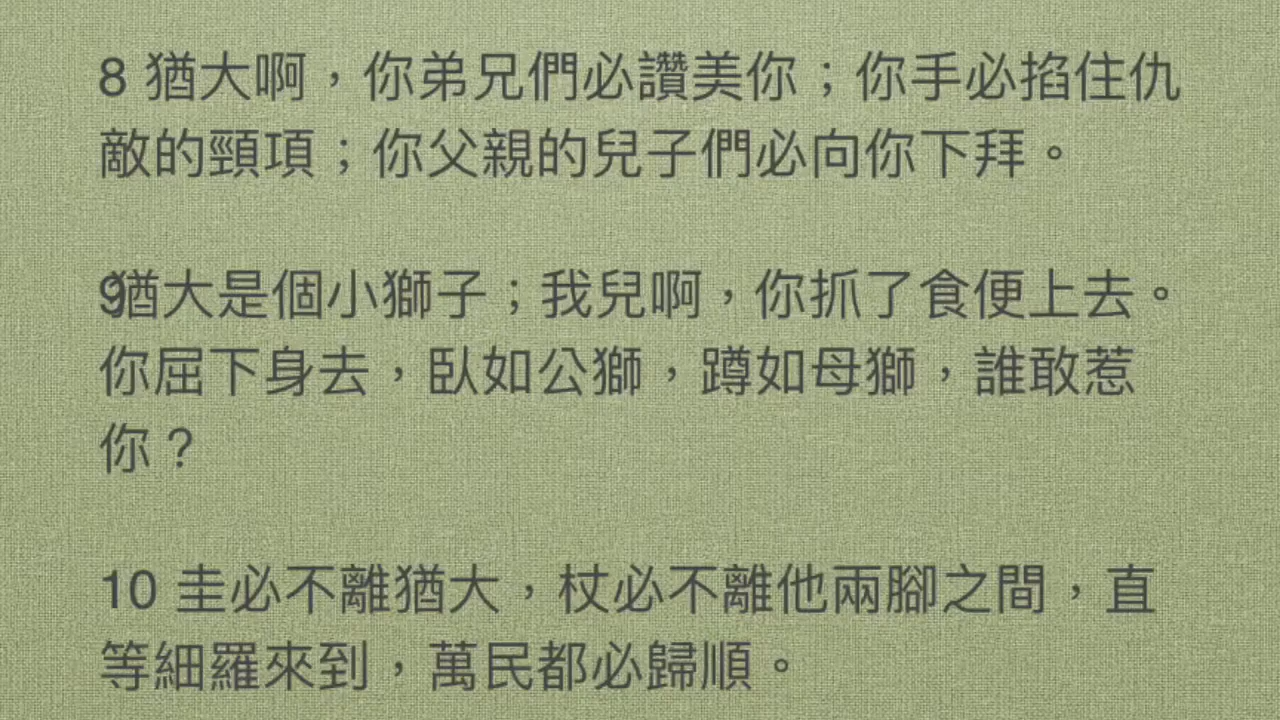 8 猶大啊，你弟兄們必讚美你；你手必掐住仇
敵的頸項；你父親的兒子們必向你下拜。
9猶大是個小獅子；我兒啊，你抓了食便上去。
你屈下身去，臥如公獅，蹲如母獅，誰敢惹
你？
10 圭必不離猶大，杖必不離他兩腳之間，直
等細羅來到，萬民都必歸順。